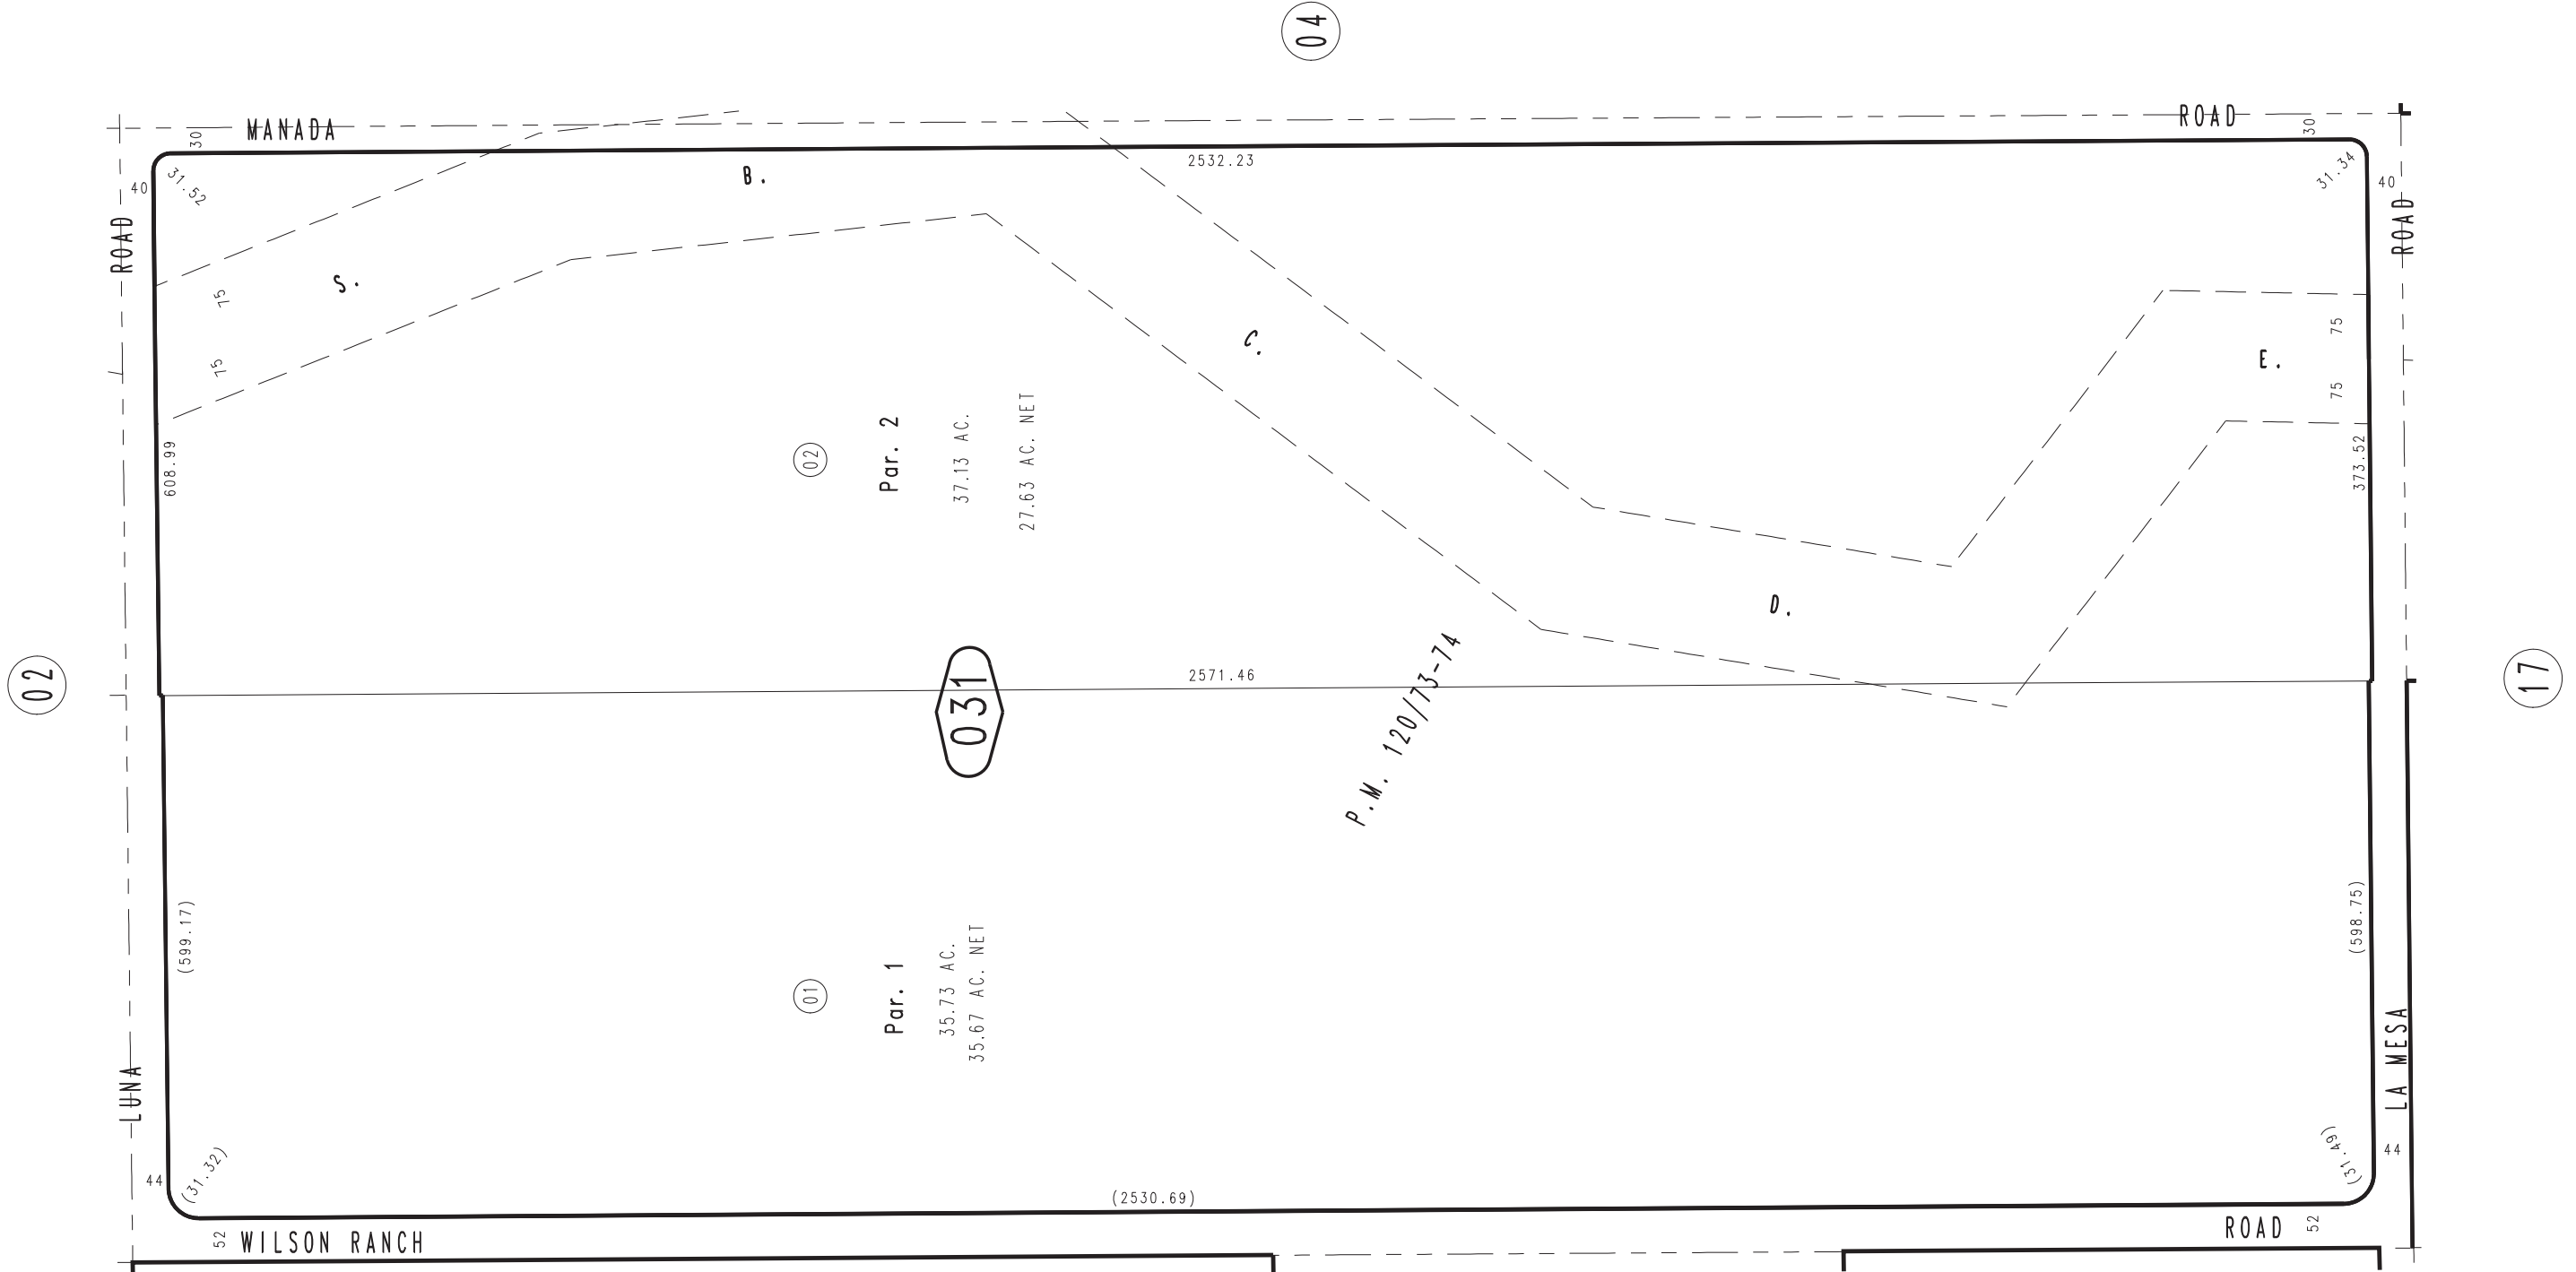 04
MANADA
ROAD
30
30
31.52
2532.23
31.34
40
40
ROAD
ROAD
B.
S.
C.
D.
E.
75
75
75
75
608.99
373.52
02
Par. 2
37.13 AC.
27.63 AC. NET
02
17
2571.46
031
P.M. 120/73-74
(599.17)
(598.75)
01
Par. 1
35.73 AC.
35.67 AC. NET
LUNA
LA MESA
44
44
(31.32)
(31.49)
(2530.69)
52
WILSON RANCH
ROAD
52